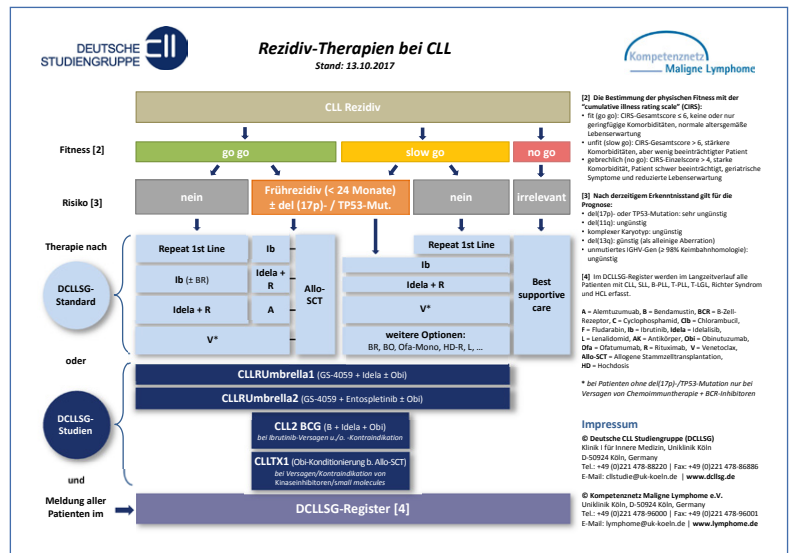 DEUTSCHE
STUDIENGRUPPE
CLL
Rezidiv-Therapien bei CLL
Stand: 13.10.2017
Kompetenznetz
Maligne Lymphome
CLL Rezidiv
Fitness [2]
go go
slow go
no go
Risiko [3]
nein
Frührezidiv (< 24 Monate)
± del (17p)- / TP53-Mut.
nein
irrelevant
Therapie nach
DCLLSG-
Standard
Repeat 1st Line
Ib (± BR)
Idela + R
V*
Ib
Idela +
R
A
Allo-
SCT
Repeat 1st Line
Ib
Idela + R
V*
weitere Optionen:
BR, BO, Ofa-Mono, HD-R, L, …
Best
supportive
care
oder
DCLLSG-
Studien
CLLRUmbrella1 (GS-4059 + Idela ± Obi)
CLLRUmbrella2 (GS-4059 + Entospletinib ± Obi)
CLL2 BCG (B + Idela + Obi)
bei Ibrutinib-Versagen u./o. -Kontraindikation
CLLTX1 (Obi-Konditionierung b. Allo-SCT)
bei Versagen/Kontraindikation von
Kinaseinhibitoren/small molecules
und
Meldung aller
Patienten im
DCLLSG-Register [4]
[2] Die Bestimmung der physischen Fitness mit der
"cumulative illness rating scale" (CIRS):
• fit (go go): CIRS-Gesamtscore ≤ 6, keine oder nur
geringfügige Komorbiditäten, normale altersgemäße
Lebenserwartung
• unfit (slow go): CIRS-Gesamtscore > 6, stärkere
Komorbiditäten, aber wenig beeinträchtigter Patient
• gebrechlich (no go): CIRS-Einzelscore > 4, starke
Komorbidität, Patient schwer beeinträchtigt, geriatrische
Symptome und reduzierte Lebenserwartung
[3] Nach derzeitigem Erkenntnisstand gilt für die
Prognose:
• del(17p)- oder TP53-Mutation: sehr ungünstig
• del(11q): ungünstig
• komplexer Karyotyp: ungünstig
• del(13q): günstig (als alleinige Aberration)
• unmutiertes IGHV-Gen (≥ 98% Keimbahnhomologie):
ungünstig
[4] Im DCLLSG-Register werden im Langzeitverlauf alle
Patienten mit CLL, SLL, B-PLL, T-PLL, T-LGL, Richter Syndrom
und HCL erfasst.
A = Alemtuzumuab, B = Bendamustin, BCR = B-Zell-
Rezeptor, C = Cyclophosphamid, Clb = Chlorambucil,
F = Fludarabin, Ib = Ibrutinib, Idela = Idelalisib,
L = Lenalidomid, AK = Antikörper, Obi = Obinutuzumab,
Ofa = Ofatumumab, R = Rituximab, V = Venetoclax,
Allo-SCT = Allogene Stammzelltransplantation,
HD = Hochdosis
* bei Patienten ohne del(17p)-/TP53-Mutation nur bei
Versagen von Chemoimmuntherapie + BCR-Inhibitoren
Impressum
© Deutsche CLL Studiengruppe (DCLLSG)
Klinik I für Innere Medizin, Uniklinik Köln
D-50924 Köln, Germany
Tel.: +49 (0)221 478-88220 | Fax: +49 (0)221 478-86886
E-Mail: cllstudie@uk-koeln.de | www.dcllsg.de
© Kompetenznetz Maligne Lymphome e.V.
Uniklinik Köln, D-50924 Köln, Germany
Tel.: +49 (0)221 478-96000 | Fax: +49 (0)221 478-96001
E-Mail: lymphome@uk-koeln.de | www.lymphome.de